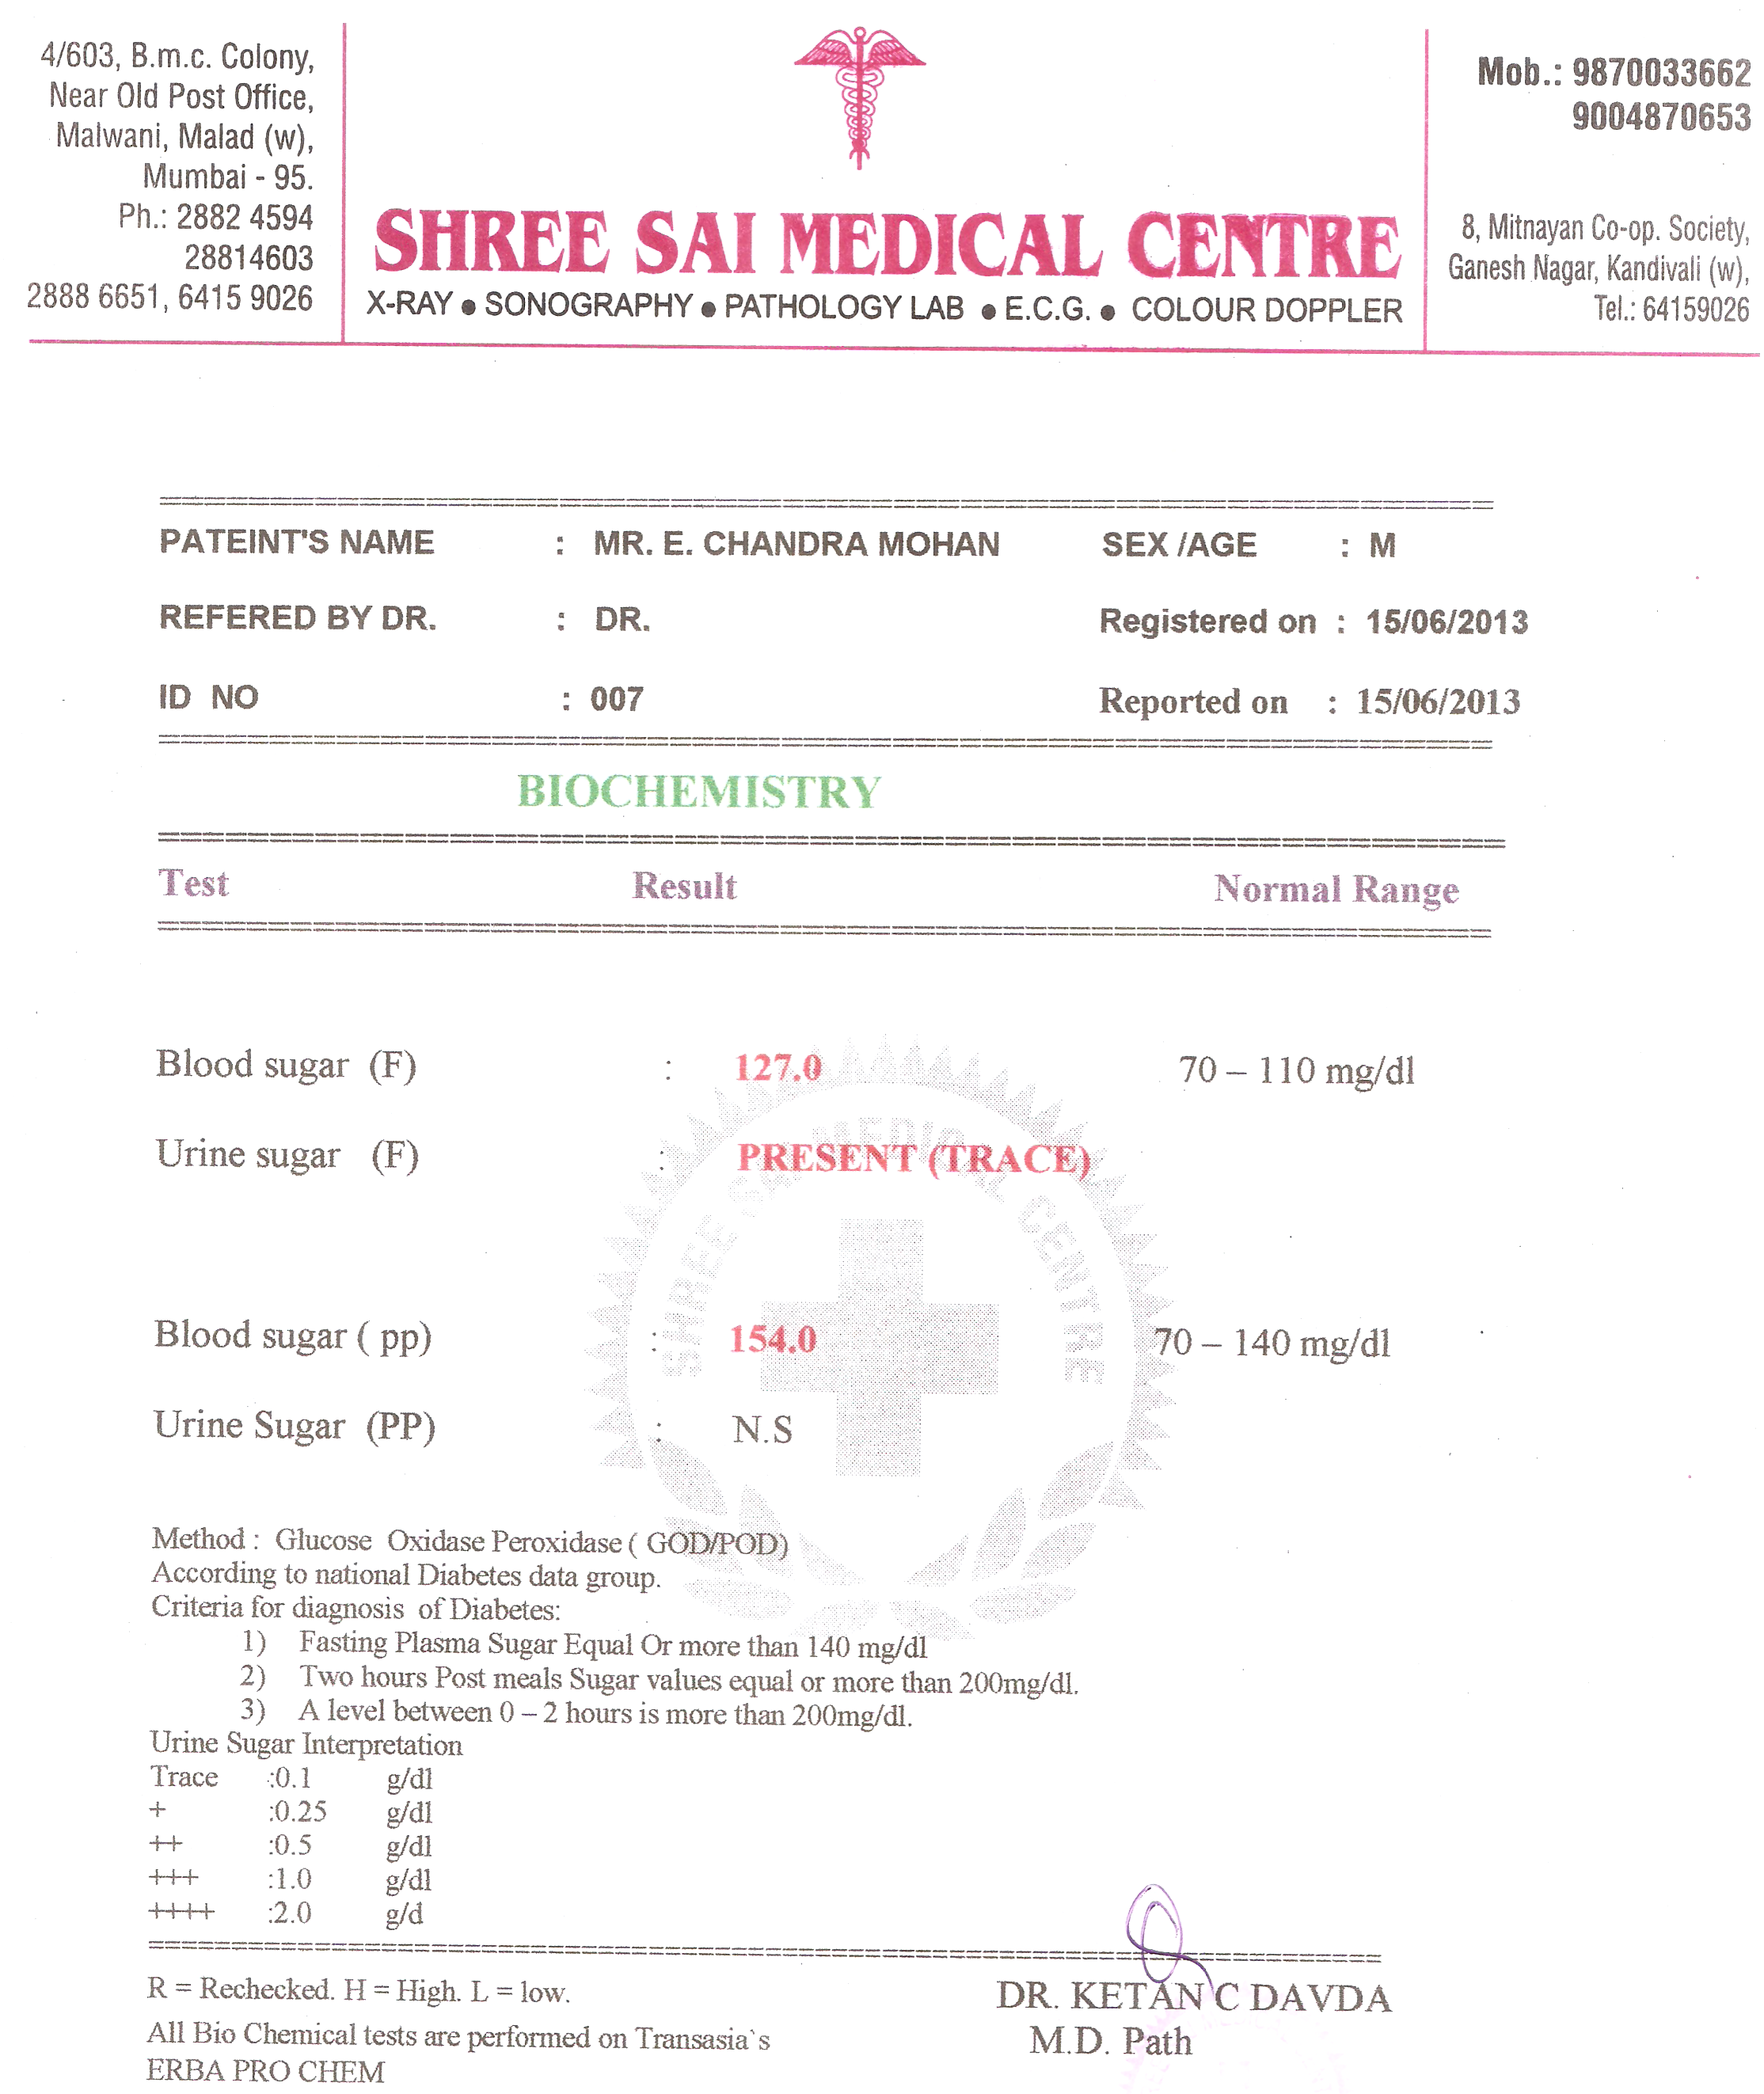 4/603, B.m.c. Colony,
Near Old Post Office,
Malwani, Malad (w),
Mumbai - 95.
Ph.: 2882 4594
28814603
2888 6651, 6415 9026
SHREE SAI MEDICAL CENTRE
X-RAY ● SONOGRAPHY ● PATHOLOGY LAB ● E.C.G. ● COLOUR DOPPLER
Mob.: 9870033662
9004870653
8, Mitnayan Co-op. Society,
Ganesh Nagar, Kandivali (w),
Tel.: 64159026
PATEINT'S NAME : MR. E. CHANDRA MOHAN SEX /AGE : M
REFERED BY DR. : DR. Registered on : 15/06/2013
ID NO : 007 Reported on : 15/06/2013
BIOCHEMISTRY
Test Result Normal Range
Blood sugar (F) : 127.0 70 – 110 mg/dl
Urine sugar (F) : PRESENT (TRACE)
Blood sugar ( pp) : 154.0 70 – 140 mg/dl
Urine Sugar (PP) : N.S
SHREE SAI MEDICAL CENTRE
Method : Glucose Oxidase Peroxidase ( GOD/POD)
According to national Diabetes data group.
Criteria for diagnosis of Diabetes:
1) Fasting Plasma Sugar Equal Or more than 140 mg/dl
2) Two hours Post meals Sugar values equal or more than 200mg/dl.
3) A level between 0 – 2 hours is more than 200mg/dl.
Urine Sugar Interpretation
Trace :0.1 g/dl
+ :0.25 g/dl
++ :0.5 g/dl
+++ :1.0 g/dl
++++ :2.0 g/d
R = Rechecked. H = High. L = low.
All Bio Chemical tests are performed on Transasia`s
ERBA PRO CHEM
DR. KETAN C DAVDA
M.D. Path